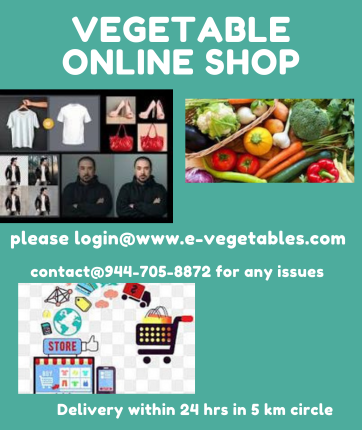 VEGETABLE
ONLINE SHOP
please login@www.e-vegetables.com
contact@944-705-8872 for any issues
STORE
Delivery within 24 hrs in 5 km circle